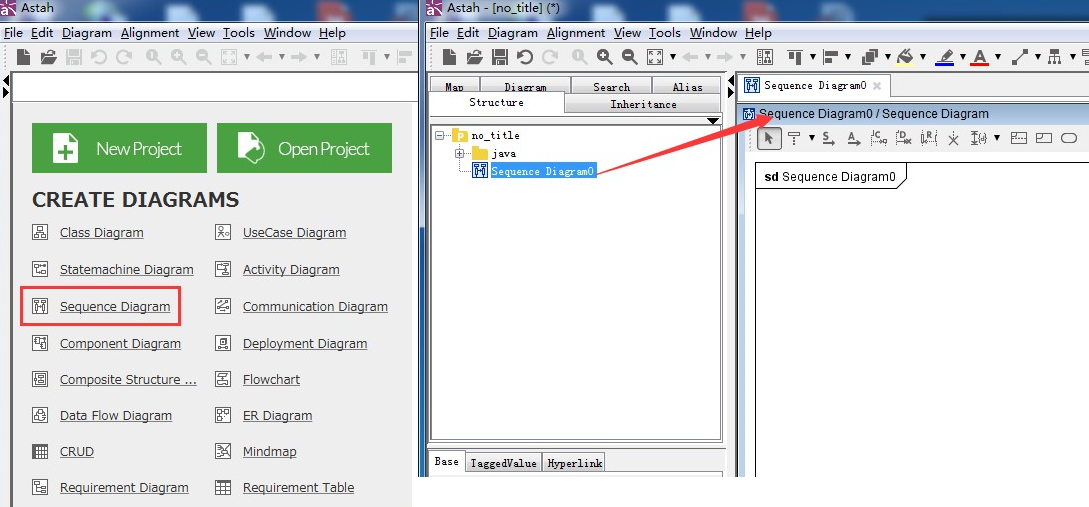 Astah
File Edit Diagram Alignment View Tools Window Help
New Project
Open Project
CREATE DIAGRAMS
Class Diagram
UseCase Diagram
Statemachine Diagram
Activity Diagram
Sequence Diagram
Communication Diagram
Component Diagram
Deployment Diagram
Composite Structure ...
Flowchart
Data Flow Diagram
ER Diagram
CRUD
Mindmap
Requirement Diagram
Requirement Table
Astah - [no_title] (*)
File Edit Diagram Alignment View Tools Window Help
Map Diagram Search Alias
Structure Inheritance
no_title
java
Sequence Diagram0
Base TaggedValue Hyperlink
Sequence Diagram0
Sequence Diagram0 / Sequence Diagram
sd Sequence Diagram0